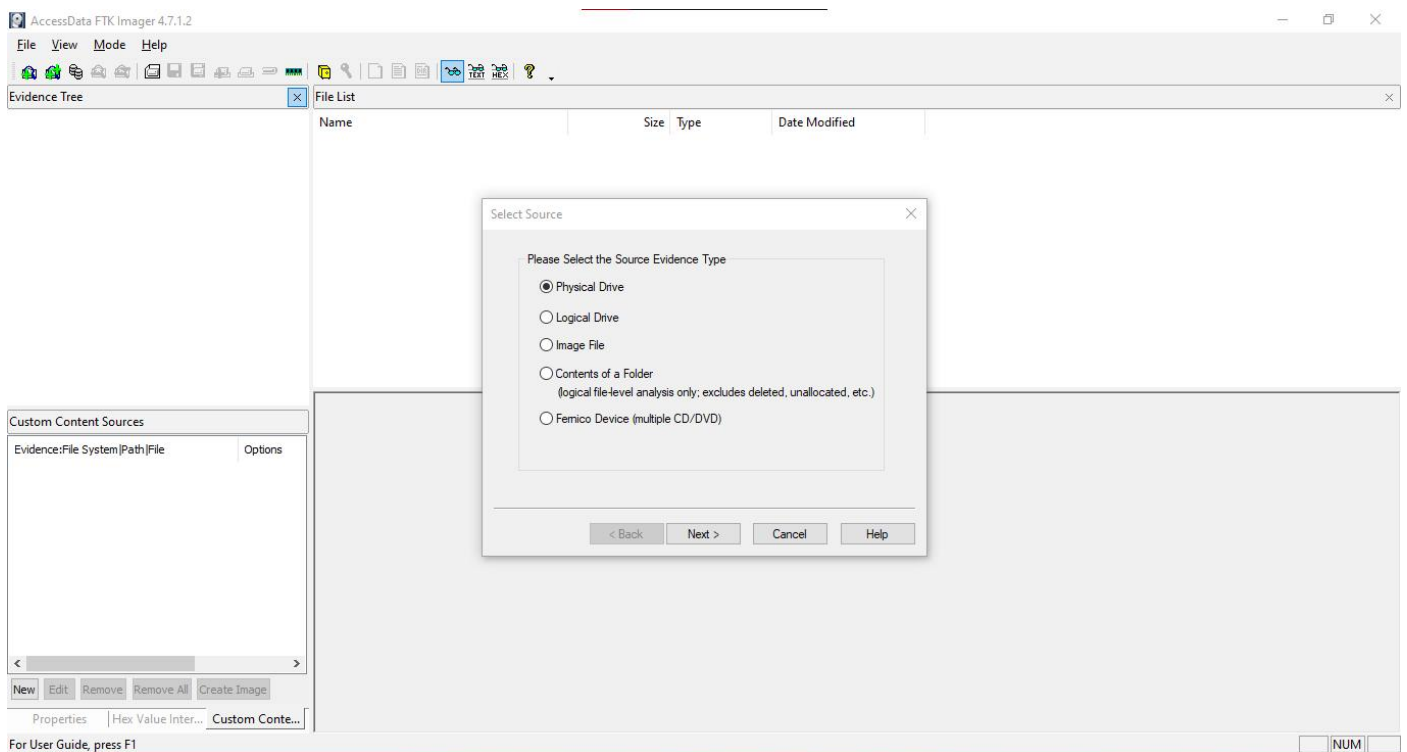 AccessData FTK Imager 4.7.1.2
File View Mode Help
TEXT HEX ?
Evidence Tree
File List
Name Size Type Date Modified
Select Source
Please Select the Source Evidence Type
Physical Drive
Logical Drive
Image File
Contents of a Folder
(logical file-level analysis only; excludes deleted, unallocated, etc.)
Fernico Device (multiple CD/DVD)
< Back Next > Cancel Help
Custom Content Sources
Evidence:File System|Path|File Options
New Edit Remove Remove All Create Image
Properties Hex Value Inter... Custom Conte...
For User Guide, press F1
NUM